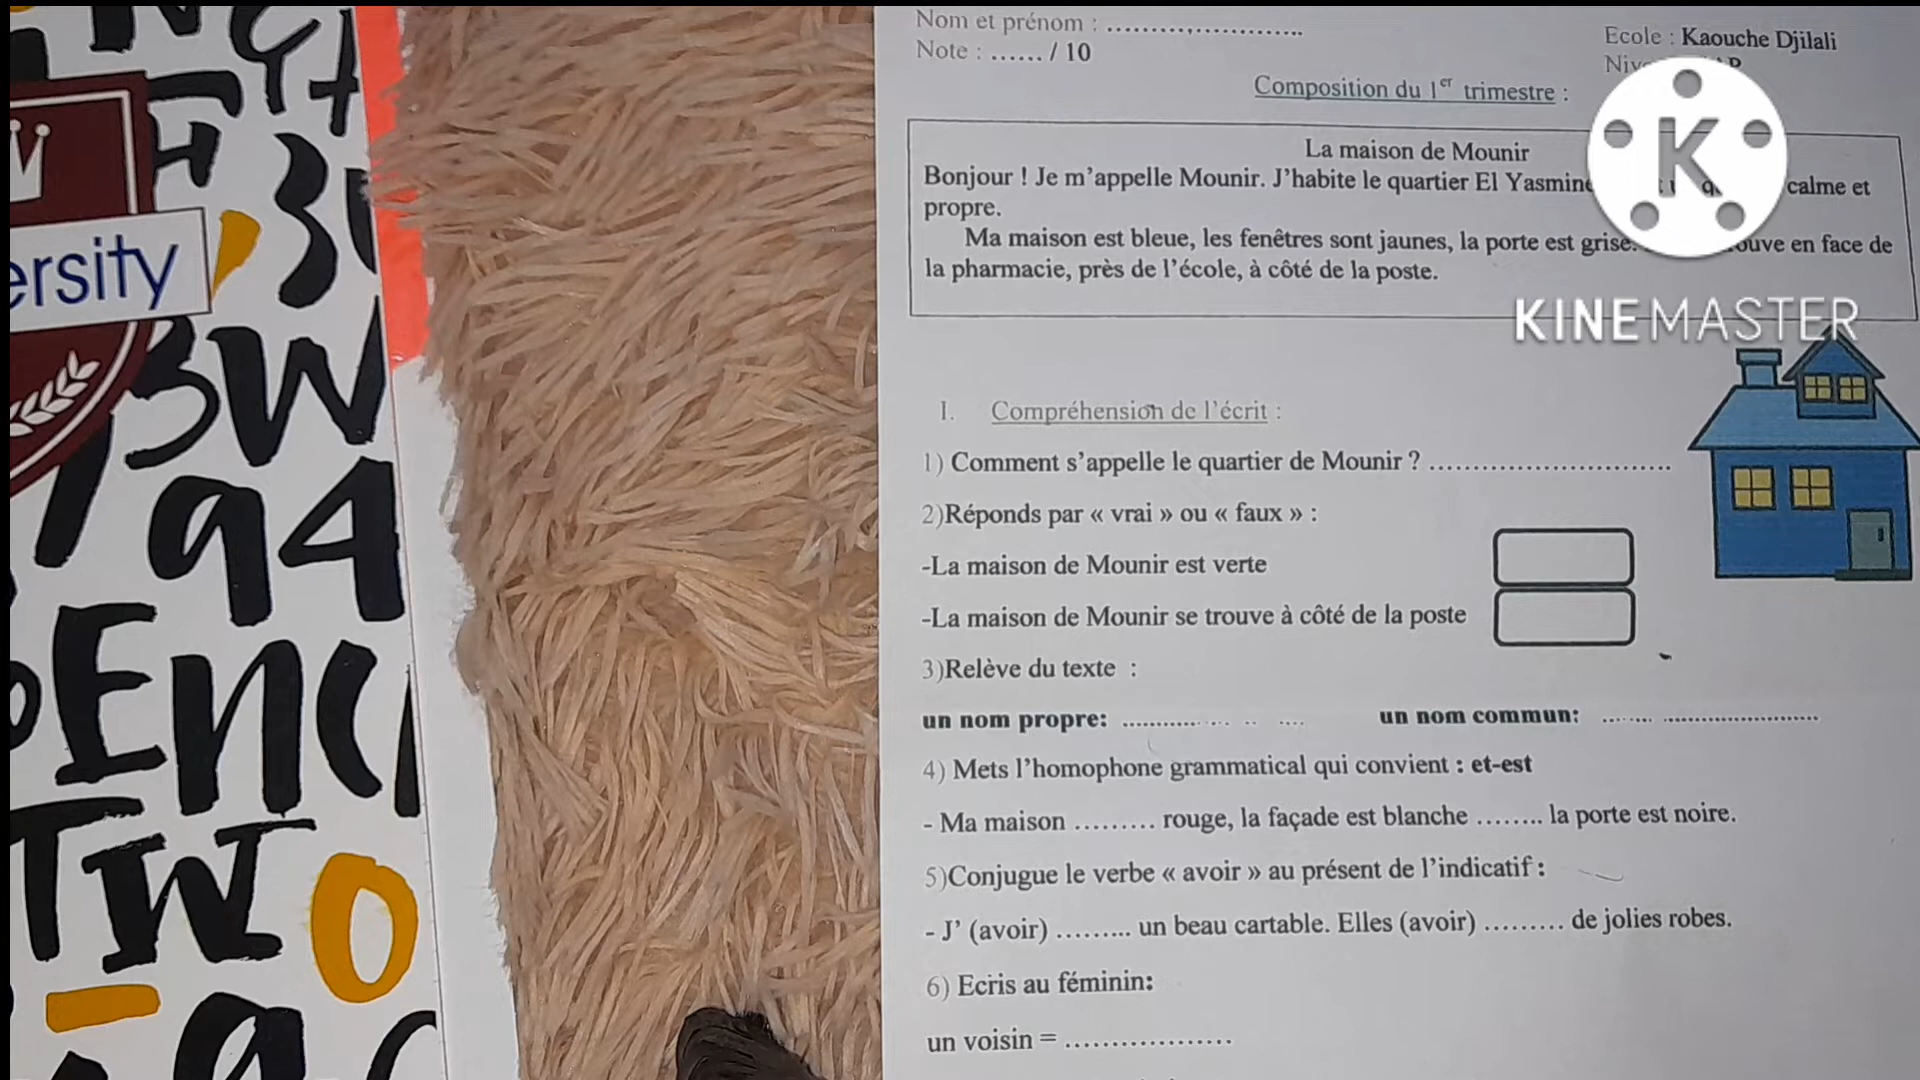 ersity
Nom et prénom : ..........................
Note : ...... / 10
Ecole : Kaouche Djilali
Composition du 1er trimestre :
La maison de Mounir
Bonjour ! Je m'appelle Mounir. J'habite le quartier El Yasmine calme et
propre.
Ma maison est bleue, les fenêtres sont jaunes, la porte est grise. en face de
la pharmacie, près de l'école, à côté de la poste.
K
KINEMASTER
I. Compréhension de l'écrit :
1) Comment s'appelle le quartier de Mounir ? ................................
2)Réponds par « vrai » ou « faux » :
-La maison de Mounir est verte
-La maison de Mounir se trouve à côté de la poste
3)Relève du texte :
un nom propre: ........................ un nom commun: ............................
4) Mets l'homophone grammatical qui convient : et-est
- Ma maison ......... rouge, la façade est blanche ........ la porte est noire.
5)Conjugue le verbe « avoir » au présent de l'indicatif :
- J' (avoir) ......... un beau cartable. Elles (avoir) ......... de jolies robes.
6) Ecris au féminin:
un voisin = ..................